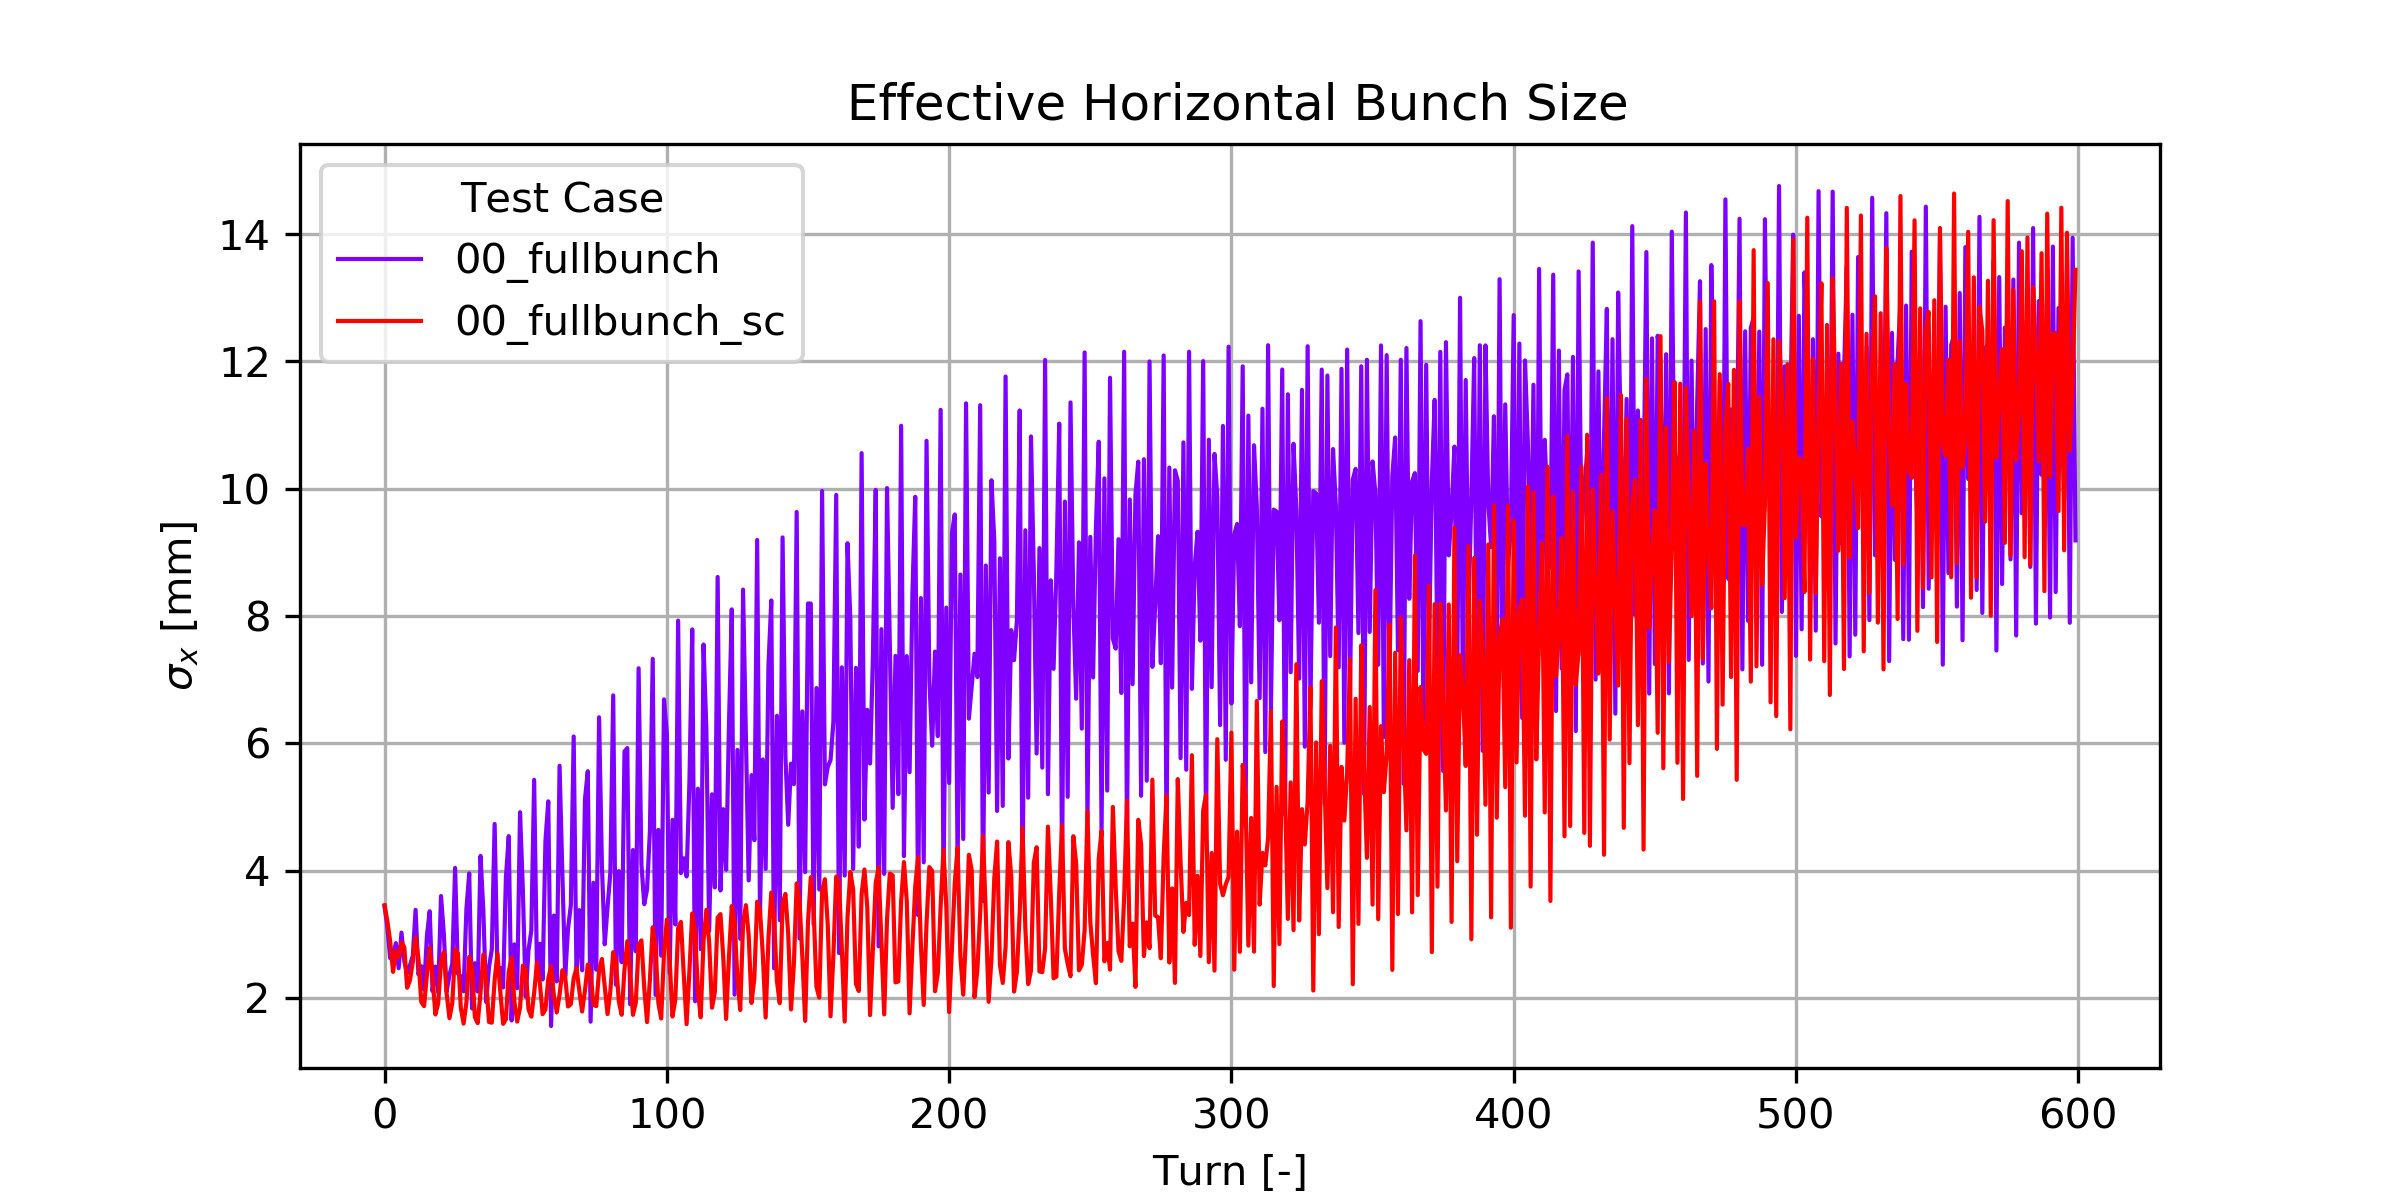 Effective Horizontal Bunch Size
Test Case
00_fullbunch
00_fullbunch_sc
σx [mm]
14
12
10
8
6
4
2
0 100 200 300 400 500 600
Turn [-]